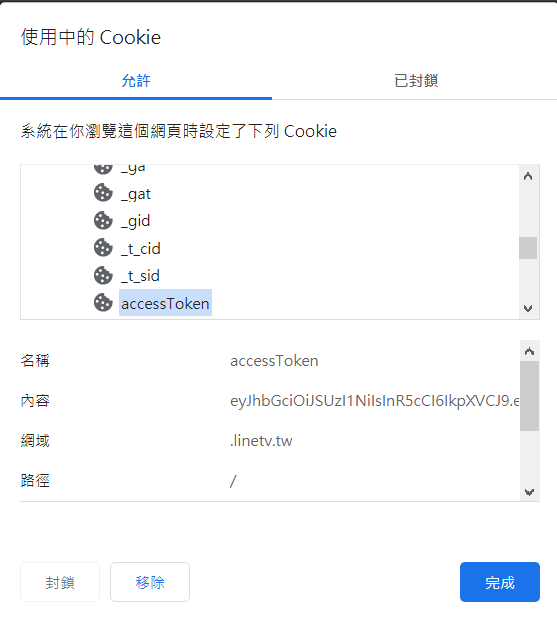 使用中的 Cookie
允許
已封鎖
系統在你瀏覽這個網頁時設定了下列 Cookie
_ga
_gat
_gid
_t_cid
_t_sid
accessToken
名稱 accessToken
內容 eyJhbGciOiJSUzI1NiIsInR5cCI6IkpXVCJ9.e
網域 .linetv.tw
路徑 /
封鎖
移除
完成